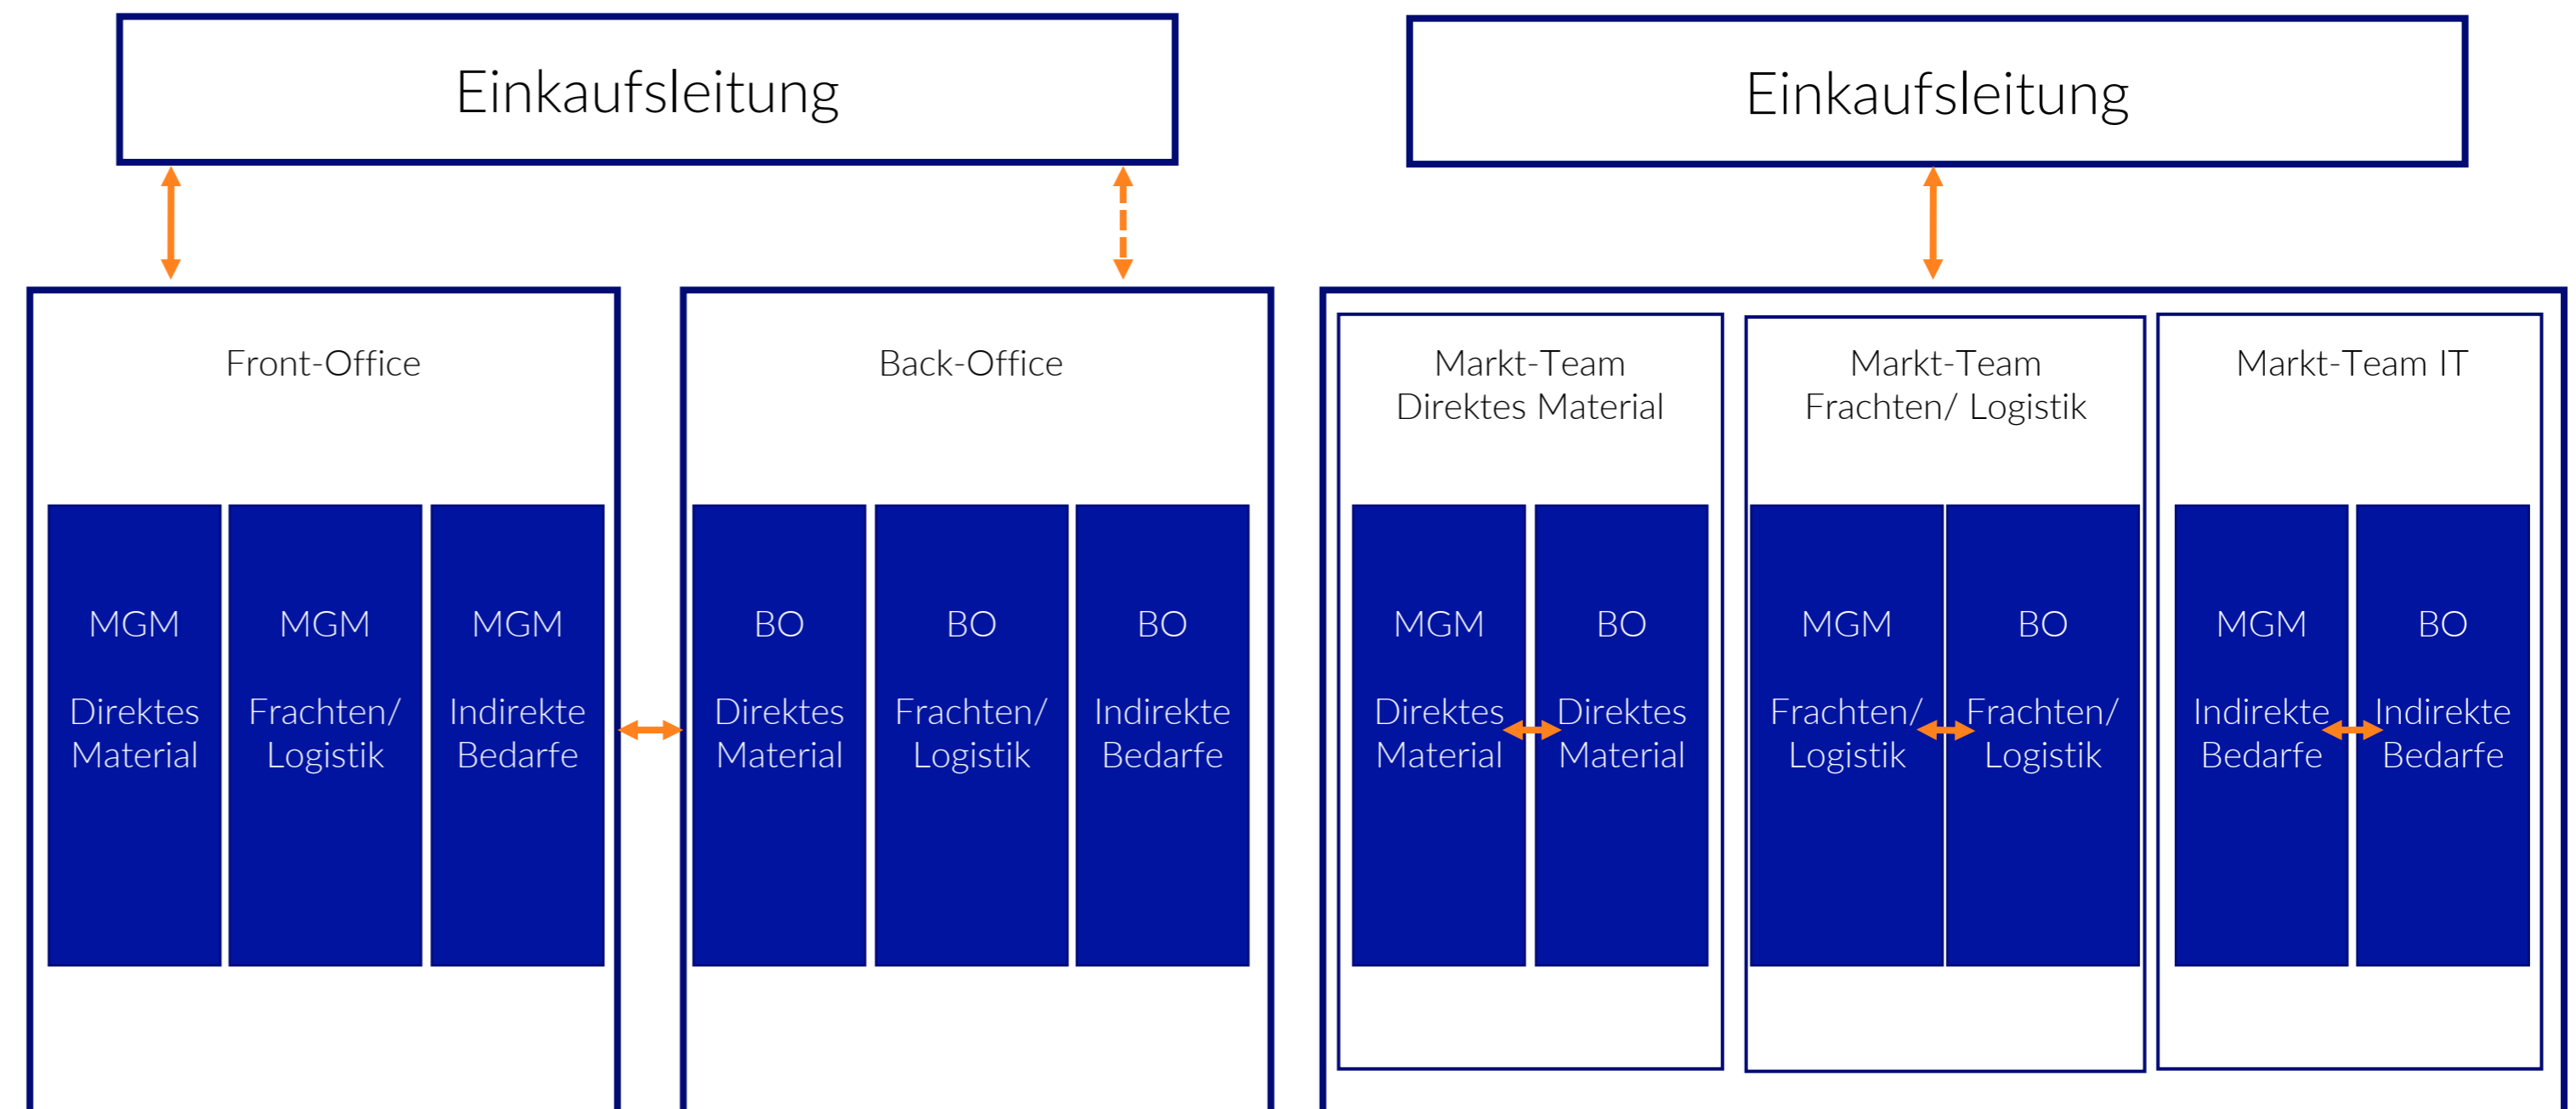 Einkaufsleitung
Einkaufsleitung
Front-Office
MGM
Direktes
Material
MGM
Frachten/
Logistik
MGM
Indirekte
Bedarfe
Back-Office
BO
Direktes
Material
BO
Frachten/
Logistik
BO
Indirekte
Bedarfe
Markt-Team
Direktes Material
MGM
Direktes
Material
BO
Direktes
Material
Markt-Team
Frachten/ Logistik
MGM
Frachten/
Logistik
BO
Frachten/
Logistik
Markt-Team IT
MGM
Indirekte
Bedarfe
BO
Indirekte
Bedarfe